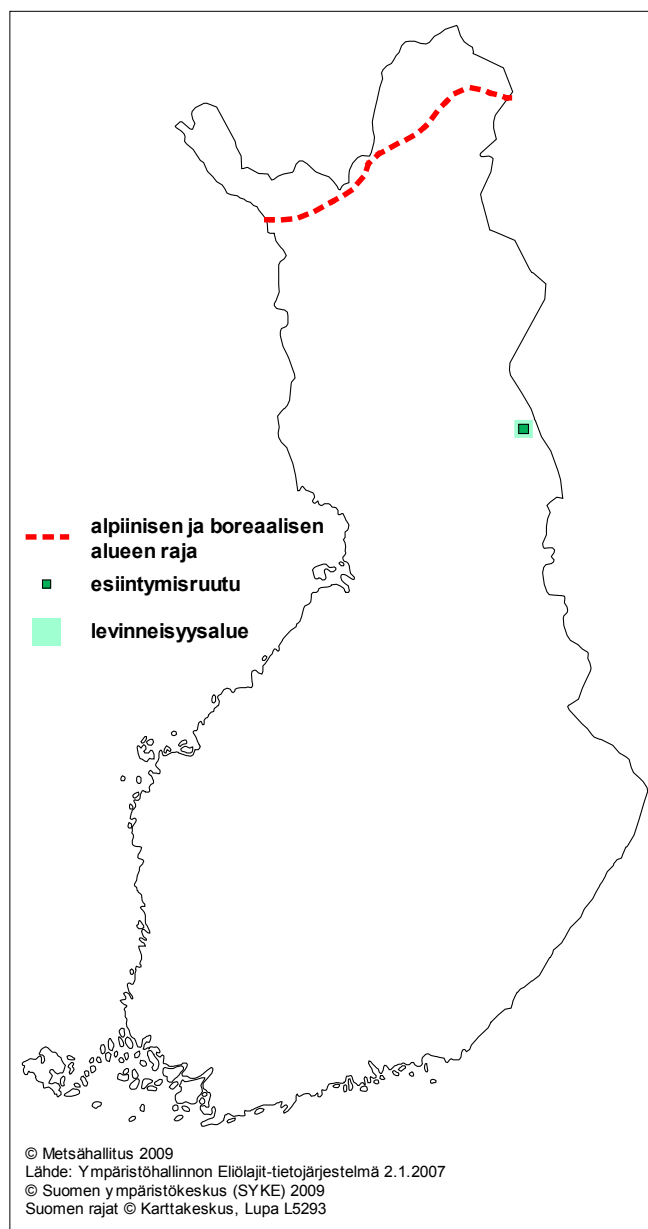 alpiinisen ja boreaalisen
alueen raja
esiintymisruutu
levinneisyysalue
© Metsähallitus 2009
Lähde: Ympäristöhallinnon Eliölajit-tietojärjestelmä 2.1.2007
© Suomen ympäristökeskus (SYKE) 2009
Suomen rajat © Karttakeskus, Lupa L5293